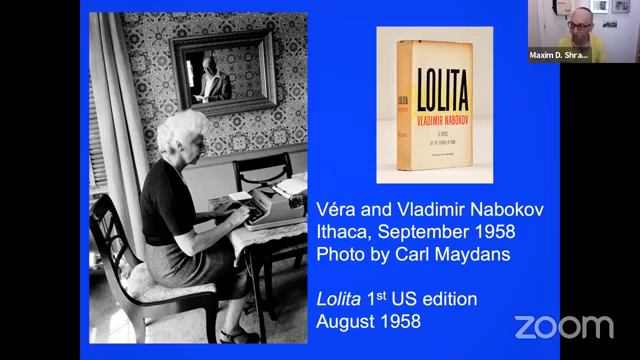 Maxim D. Shra...
LOLITA
VLADIMIR NABOKOV
LOLITA
Véra and Vladimir Nabokov
Ithaca, September 1958
Photo by Carl Maydans
Lolita 1st US edition
August 1958
zoom